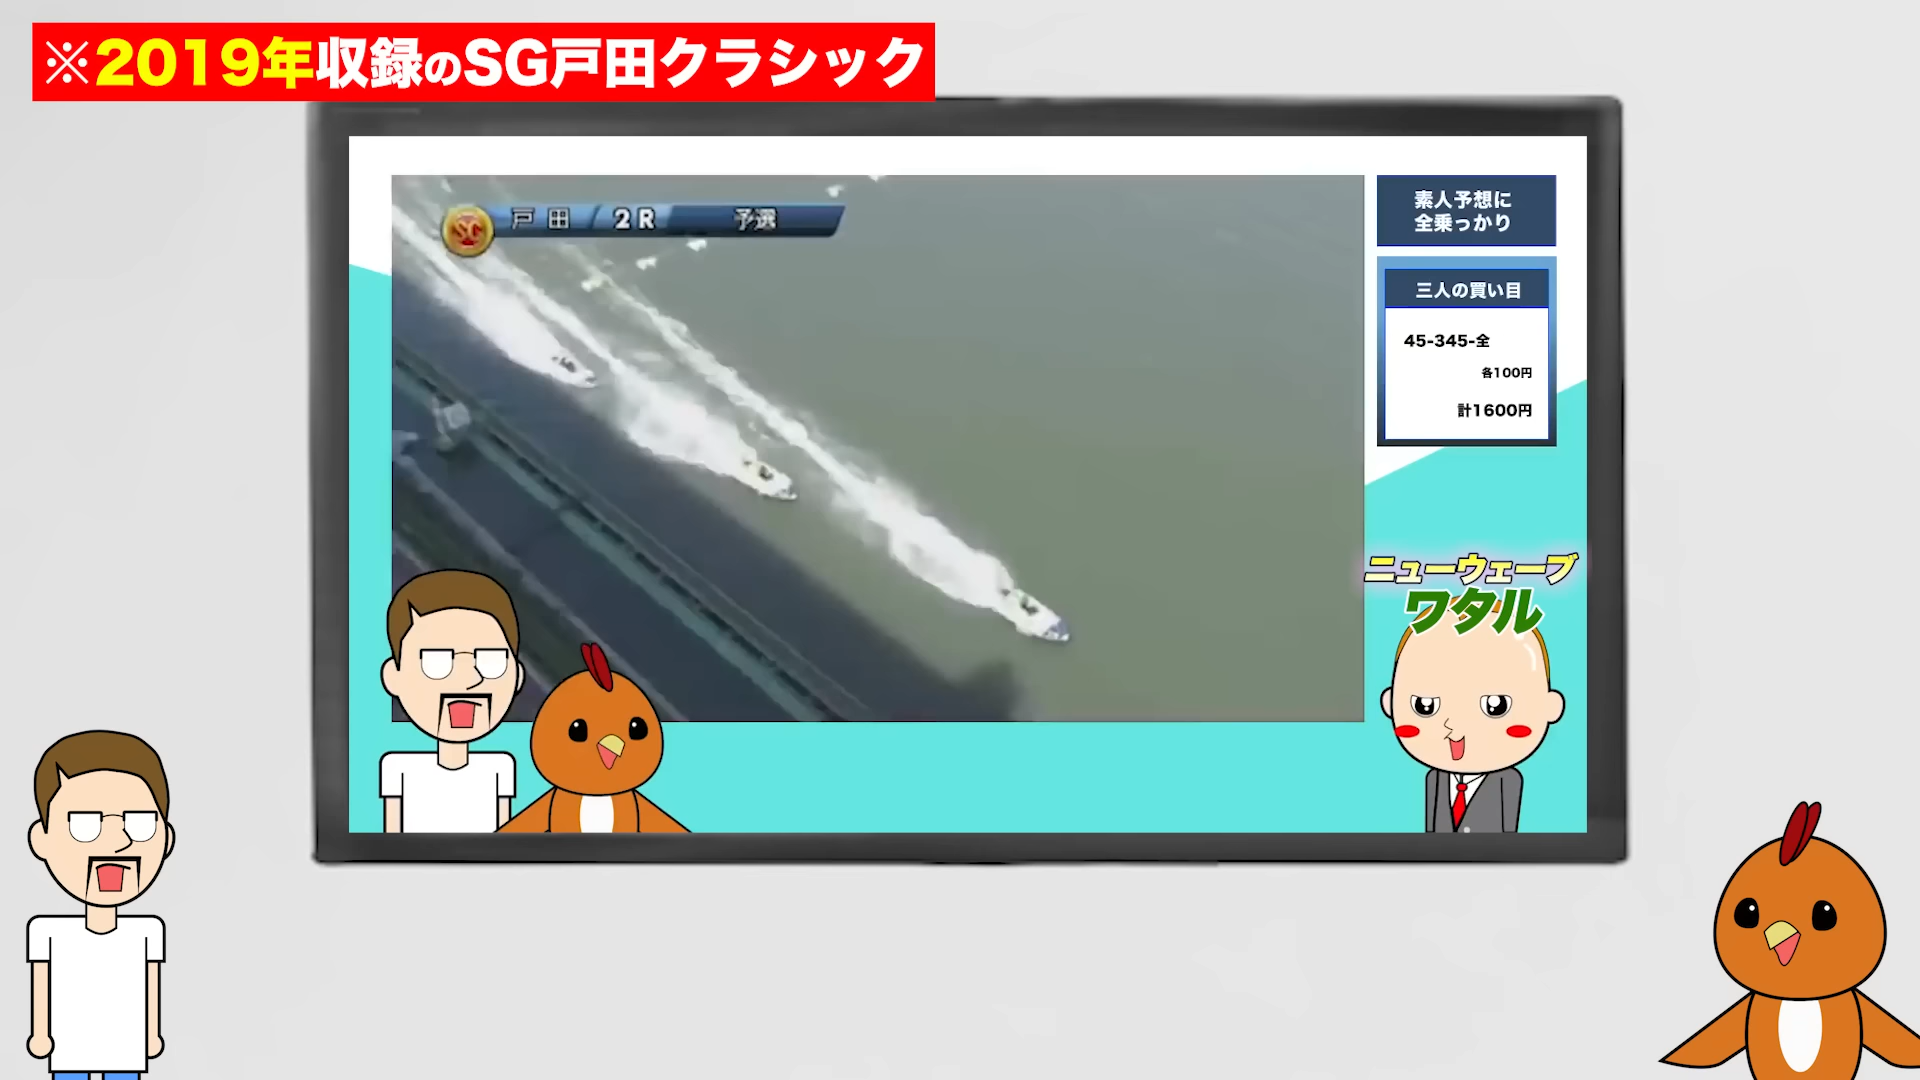 ※2019年収録のSG戸田クラシック
SG 戸田 2R 予選
素人予想に
全乗っかり
三人の買い目
45-345-全
各100円
計1600円
ニューウェーブ
ワタル